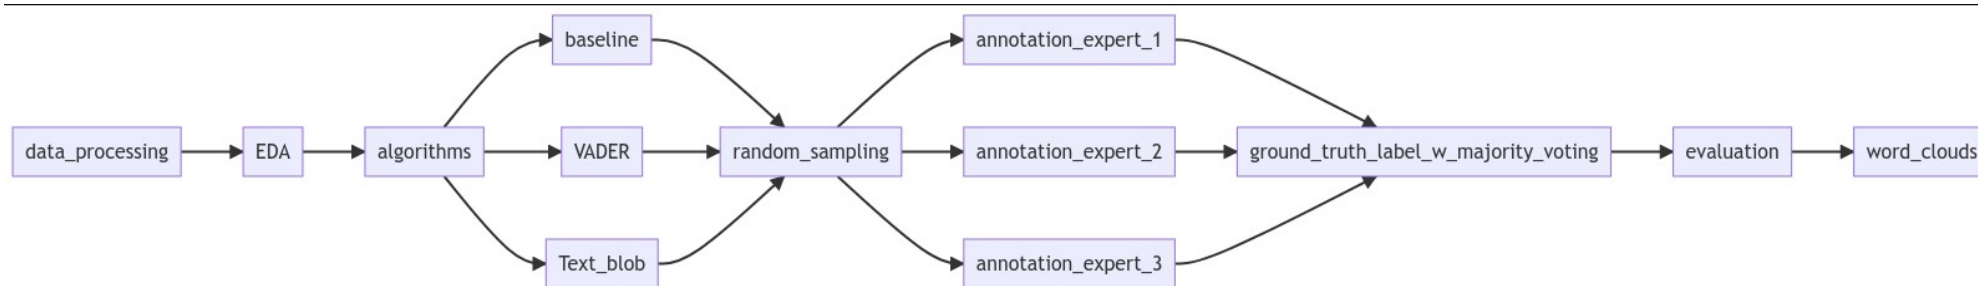 data_processing
EDA
algorithms
baseline
VADER
Text_blob
random_sampling
annotation_expert_1
annotation_expert_2
annotation_expert_3
ground_truth_label_w_majority_voting
evaluation
word_clouds